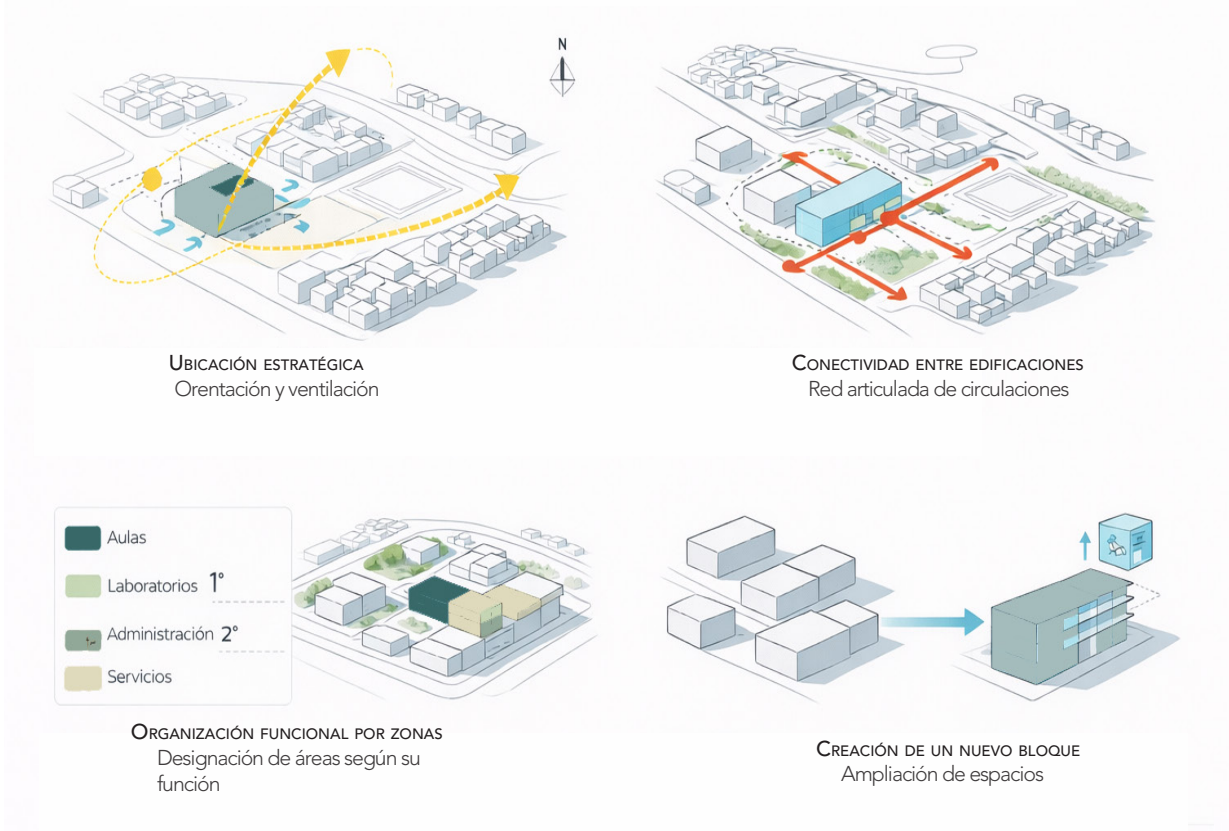 N
UBICACIÓN ESTRATÉGICA
Orentación y ventilación
CONECTIVIDAD ENTRE EDIFICACIONES
Red articulada de circulaciones
Aulas
Laboratorios 1°
Administración 2°
Servicios
ORGANIZACIÓN FUNCIONAL POR ZONAS
Designación de áreas según su
función
CREACIÓN DE UN NUEVO BLOQUE
Ampliación de espacios